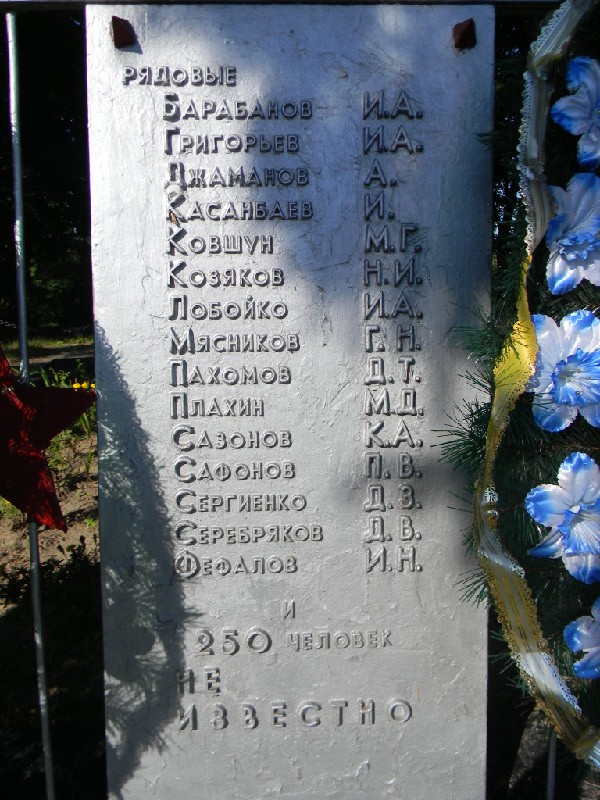 РЯДОВЫЕ
БАРАБАНОВ И.А.
ГРИГОРЬЕВ И.А.
ДЖАМАНОВ А.
КАСАНБАЕВ И.
КОВШУН М.Г.
КОЗЯКОВ Н.И.
ЛОБОЙКО И.А.
МЯСНИКОВ Г.Н.
ПАХОМОВ Д.Т.
ПЛАХИН М.Д.
САЗОНОВ К.А.
САФОНОВ П.В.
СЕРГИЕНКО Д.З.
СЕРЕБРЯКОВ Д.В.
ФЕФАЛОВ И.Н.
И
250 ЧЕЛОВЕК
НЕ
ИЗВЕСТНО